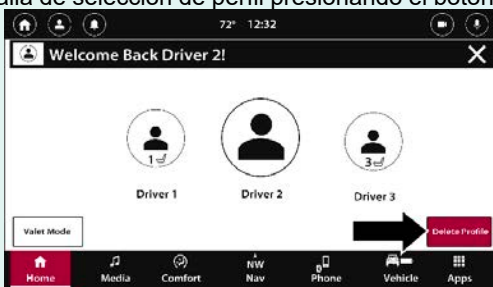 alla de selección de perfil presionando el botón
72° 12:32
Welcome Back Driver 2!
1
3
Driver 1 Driver 2 Driver 3
Valet Mode
Delete Profile
NW
Home Media Comfort Nav Phone Vehicle Apps